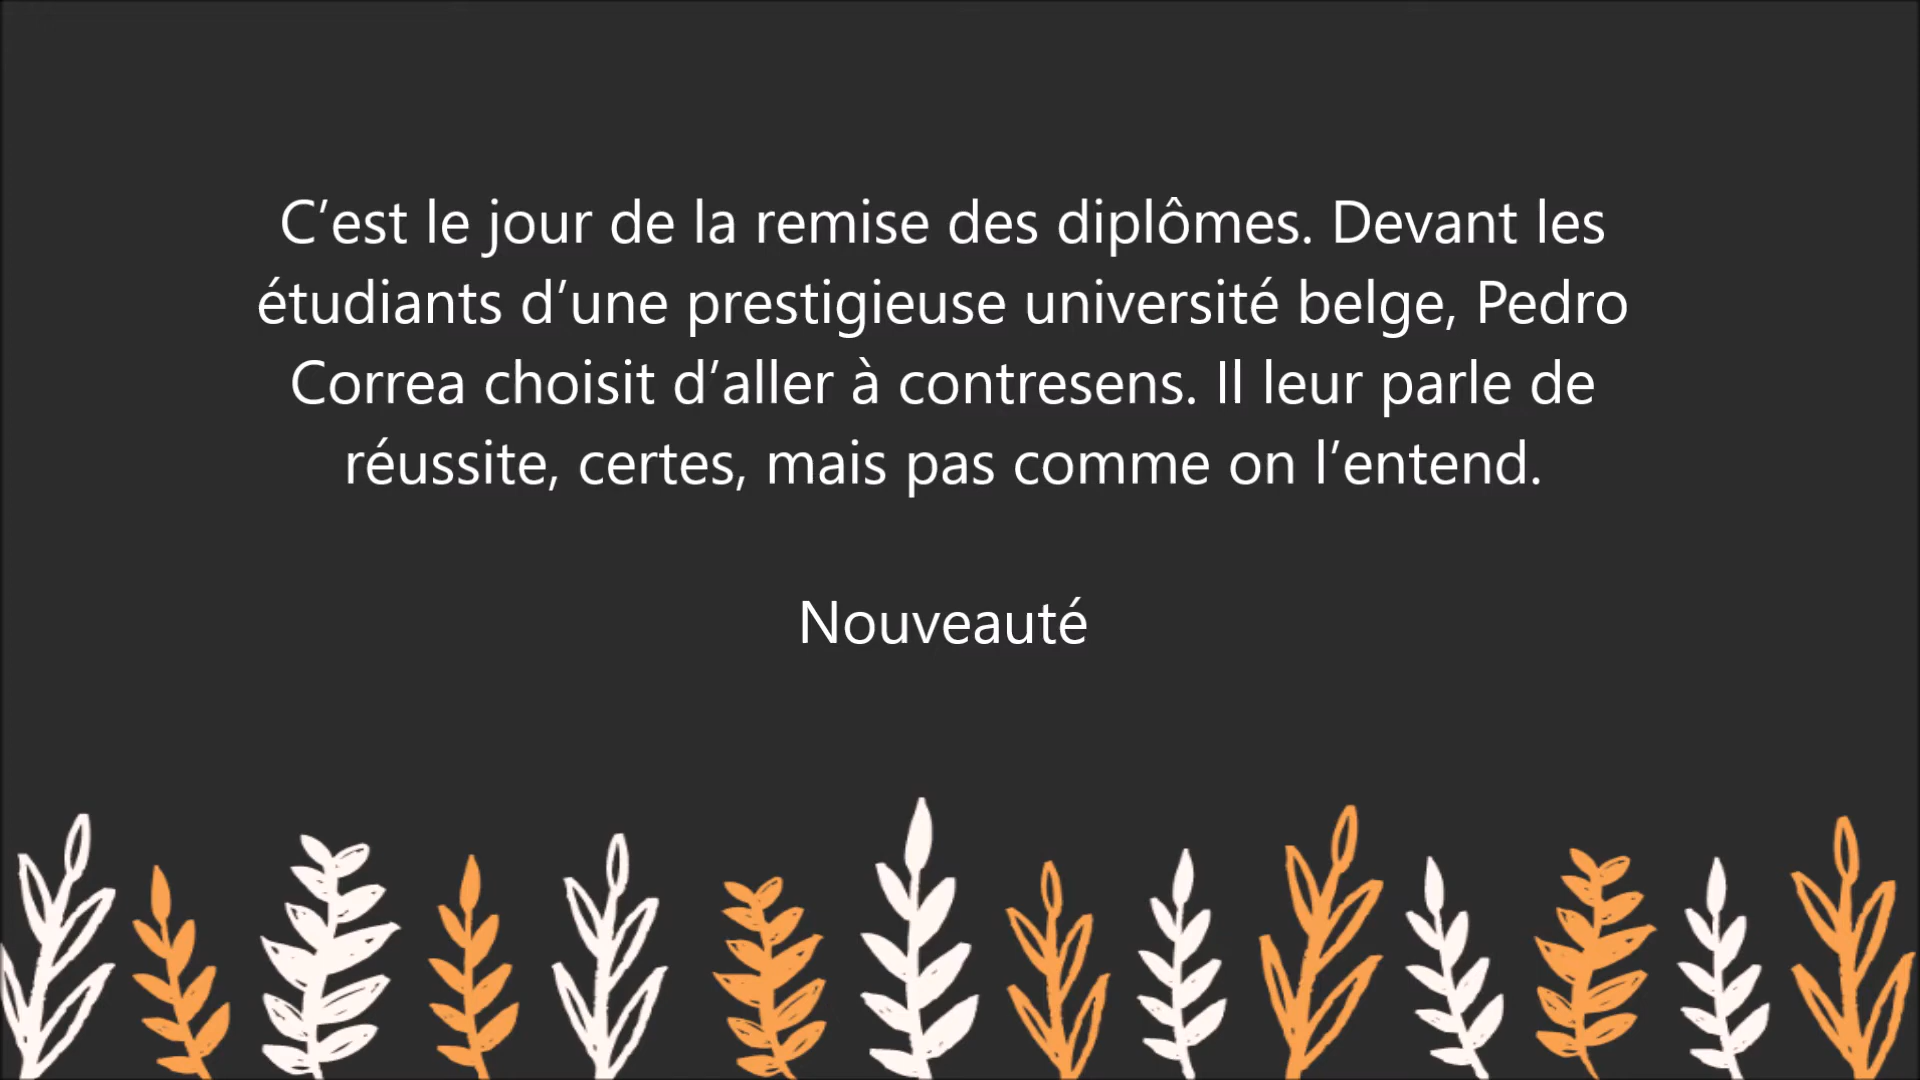 C’est le jour de la remise des diplômes. Devant les
étudiants d’une prestigieuse université belge, Pedro
Correa choisit d’aller à contresens. Il leur parle de
réussite, certes, mais pas comme on l’entend.
Nouveauté